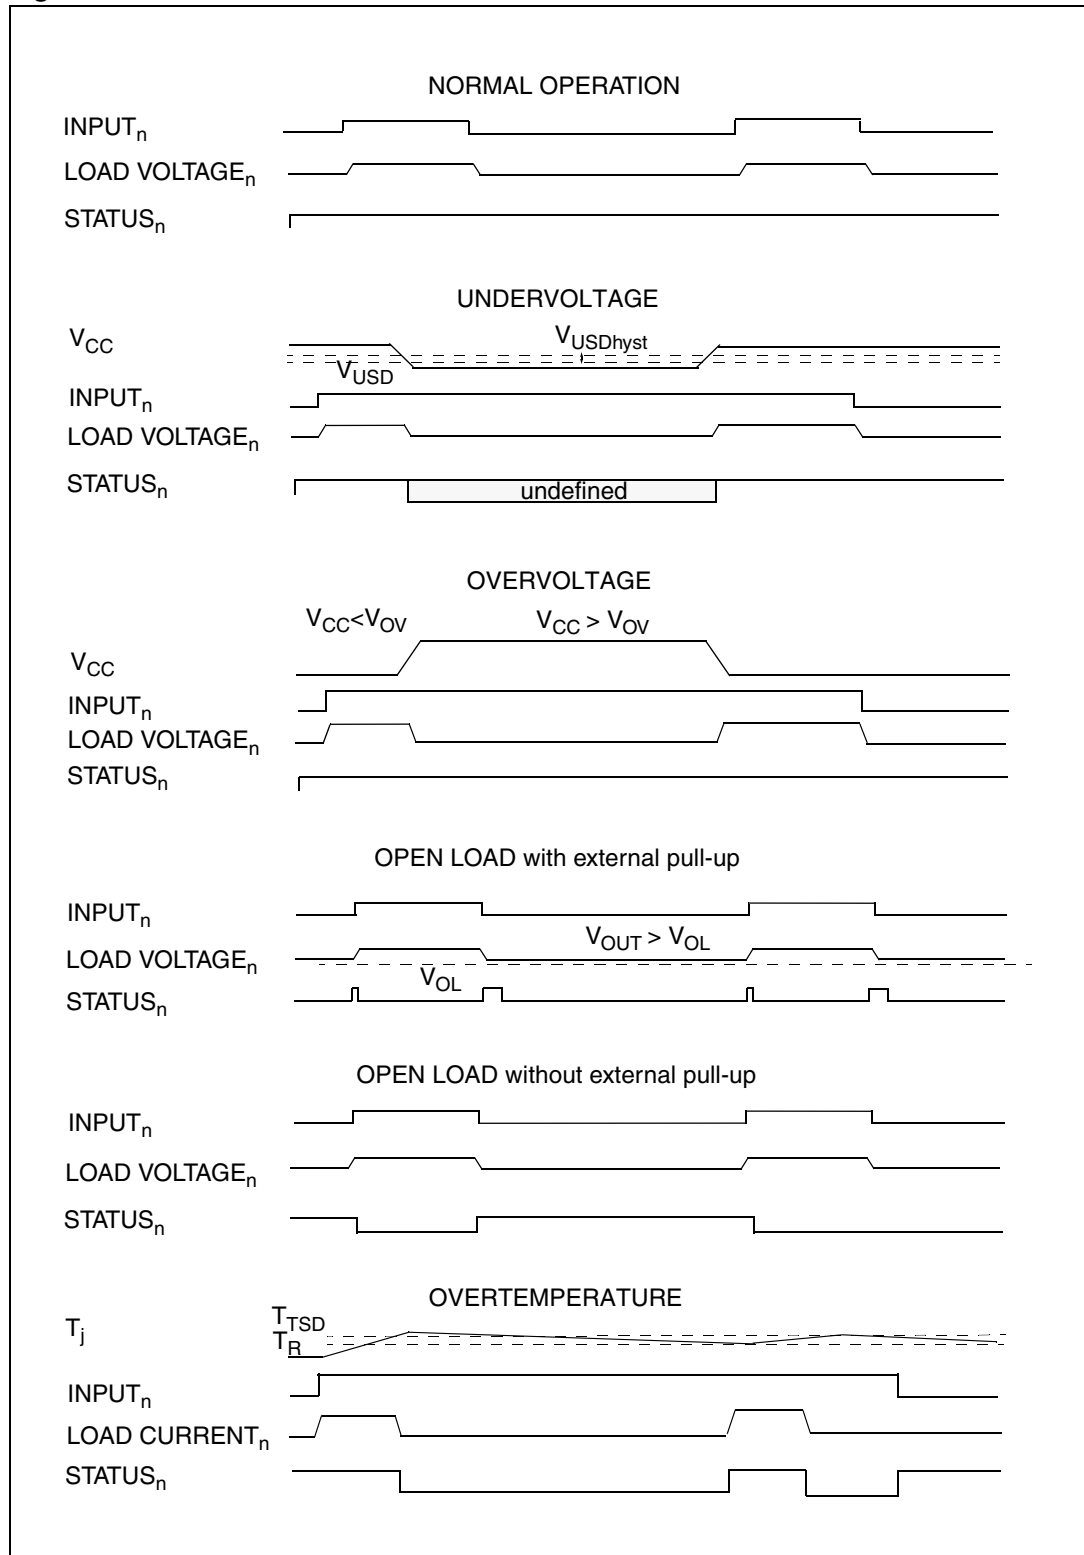 NORMAL OPERATION
INPUTn
LOAD VOLTAGEn
STATUSn
UNDERVOLTAGE
VCC
VUSDhyst
VUSD
INPUTn
LOAD VOLTAGEn
STATUSn
undefined
OVERVOLTAGE
VCC<VOV
VCC > VOV
VCC
INPUTn
LOAD VOLTAGEn
STATUSn
OPEN LOAD with external pull-up
INPUTn
VOUT > VOL
LOAD VOLTAGEn
VOL
STATUSn
OPEN LOAD without external pull-up
INPUTn
LOAD VOLTAGEn
STATUSn
OVERTEMPERATURE
Tj
TTSD
TR
INPUTn
LOAD CURRENTn
STATUSn